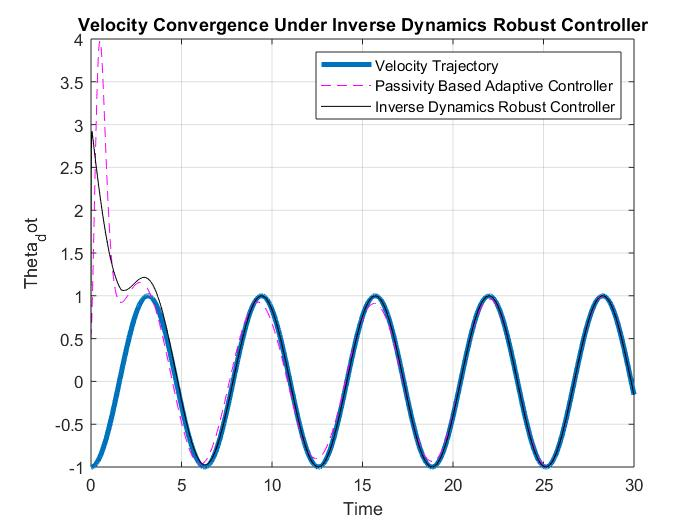 Velocity Convergence Under Inverse Dynamics Robust Controller
Velocity Trajectory
Passivity Based Adaptive Controller
Inverse Dynamics Robust Controller
4
3.5
3
2.5
2
1.5
1
0.5
0
-0.5
-1
Theta_dot
0 5 10 15 20 25 30
Time